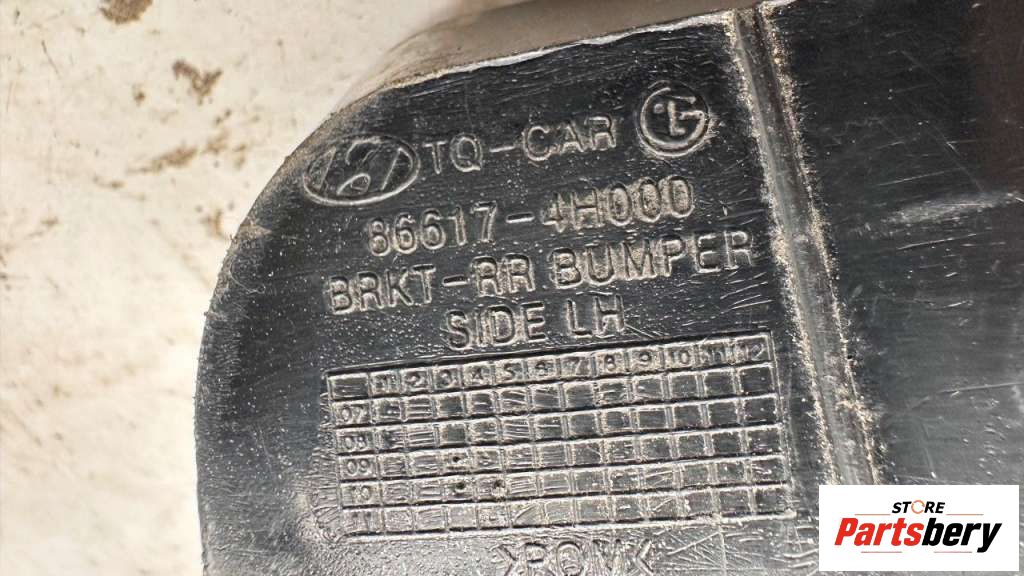 TQ-CAR
86617-4H000
BRKT-RR BUMPER
SIDE LH
1 2 3 4 5 6 7 8 9 10 11 12
07
08
09
10
11
>POM<
STORE
Partsbery